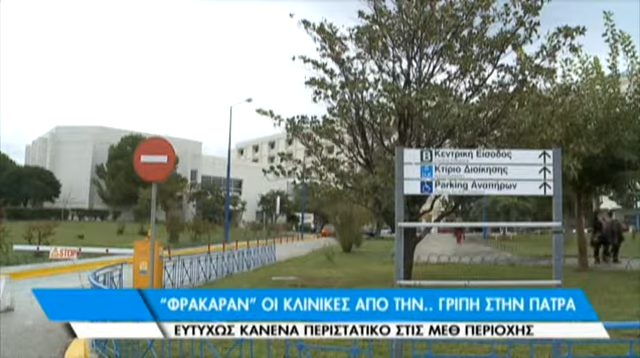 B Κεντρική Είσοδος
Κτίριο Διοίκησης
Parking Αναπήρων
STOP
"ΦΡΑΚΑΡΑΝ" ΟΙ ΚΛΙΝΙΚΕΣ ΑΠΟ ΤΗΝ.. ΓΡΙΠΗ ΣΤΗΝ ΠΑΤΡΑ
ΕΥΤΥΧΩΣ ΚΑΝΕΝΑ ΠΕΡΙΣΤΑΤΙΚΟ ΣΤΙΣ ΜΕΘ ΠΕΡΙΟΧΗΣ